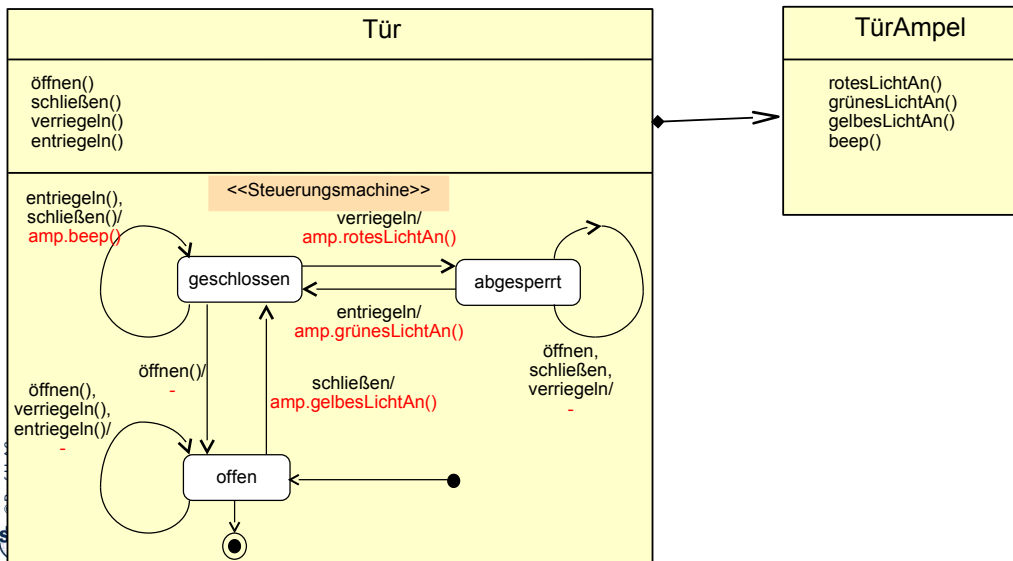 Tür
öffnen()
schließen()
verriegeln()
entriegeln()
TürAmpel
rotesLichtAn()
grünesLichtAn()
gelbesLichtAn()
beep()
<<Steuerungsmachine>>
entriegeln(),
schließen()/
amp.beep()
verriegeln/
amp.rotesLichtAn()
geschlossen
abgesperrt
entriegeln/
amp.grünesLichtAn()
öffnen,
schließen,
verriegeln/
-
öffnen()/
-
schließen/
amp.gelbesLichtAn()
öffnen(),
verriegeln(),
entriegeln()/
-
offen